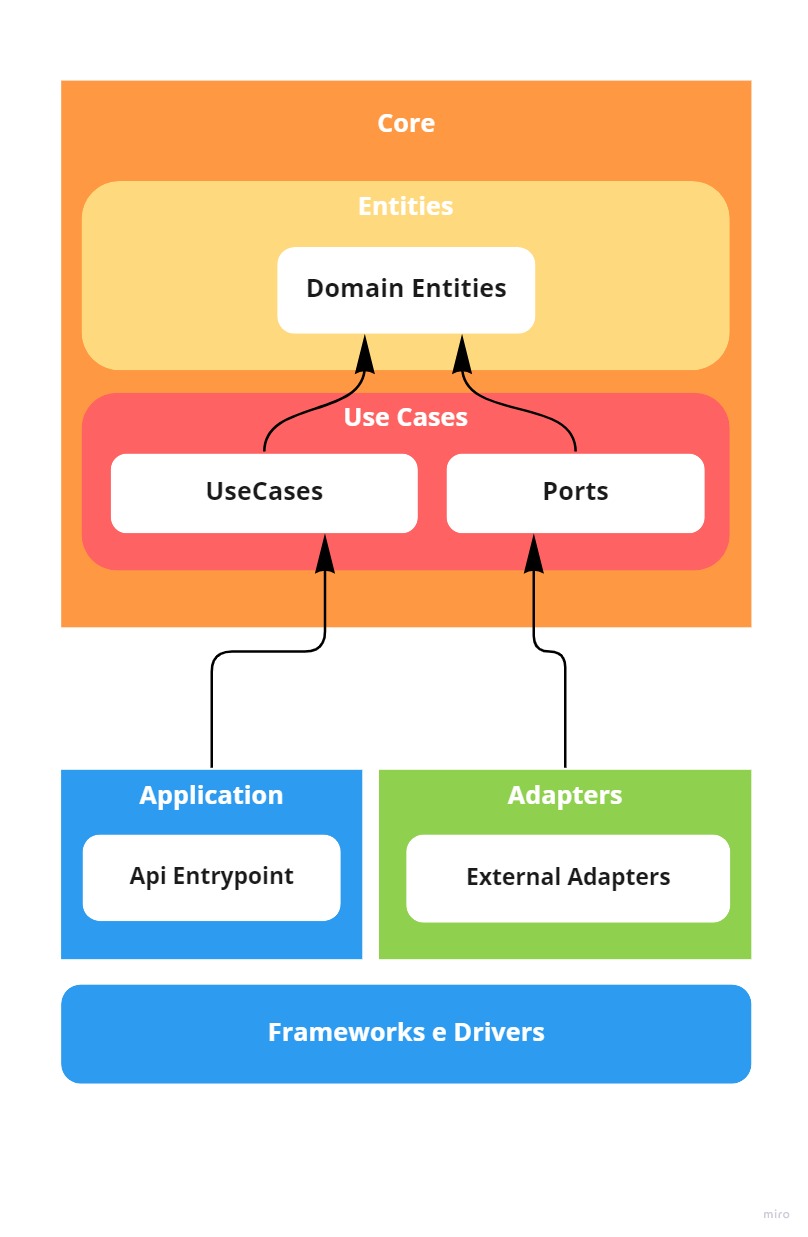 Core
Entities
Domain Entities
Use Cases
UseCases
Ports
Application
Adapters
Api Entrypoint
External Adapters
Frameworks e Drivers
miro